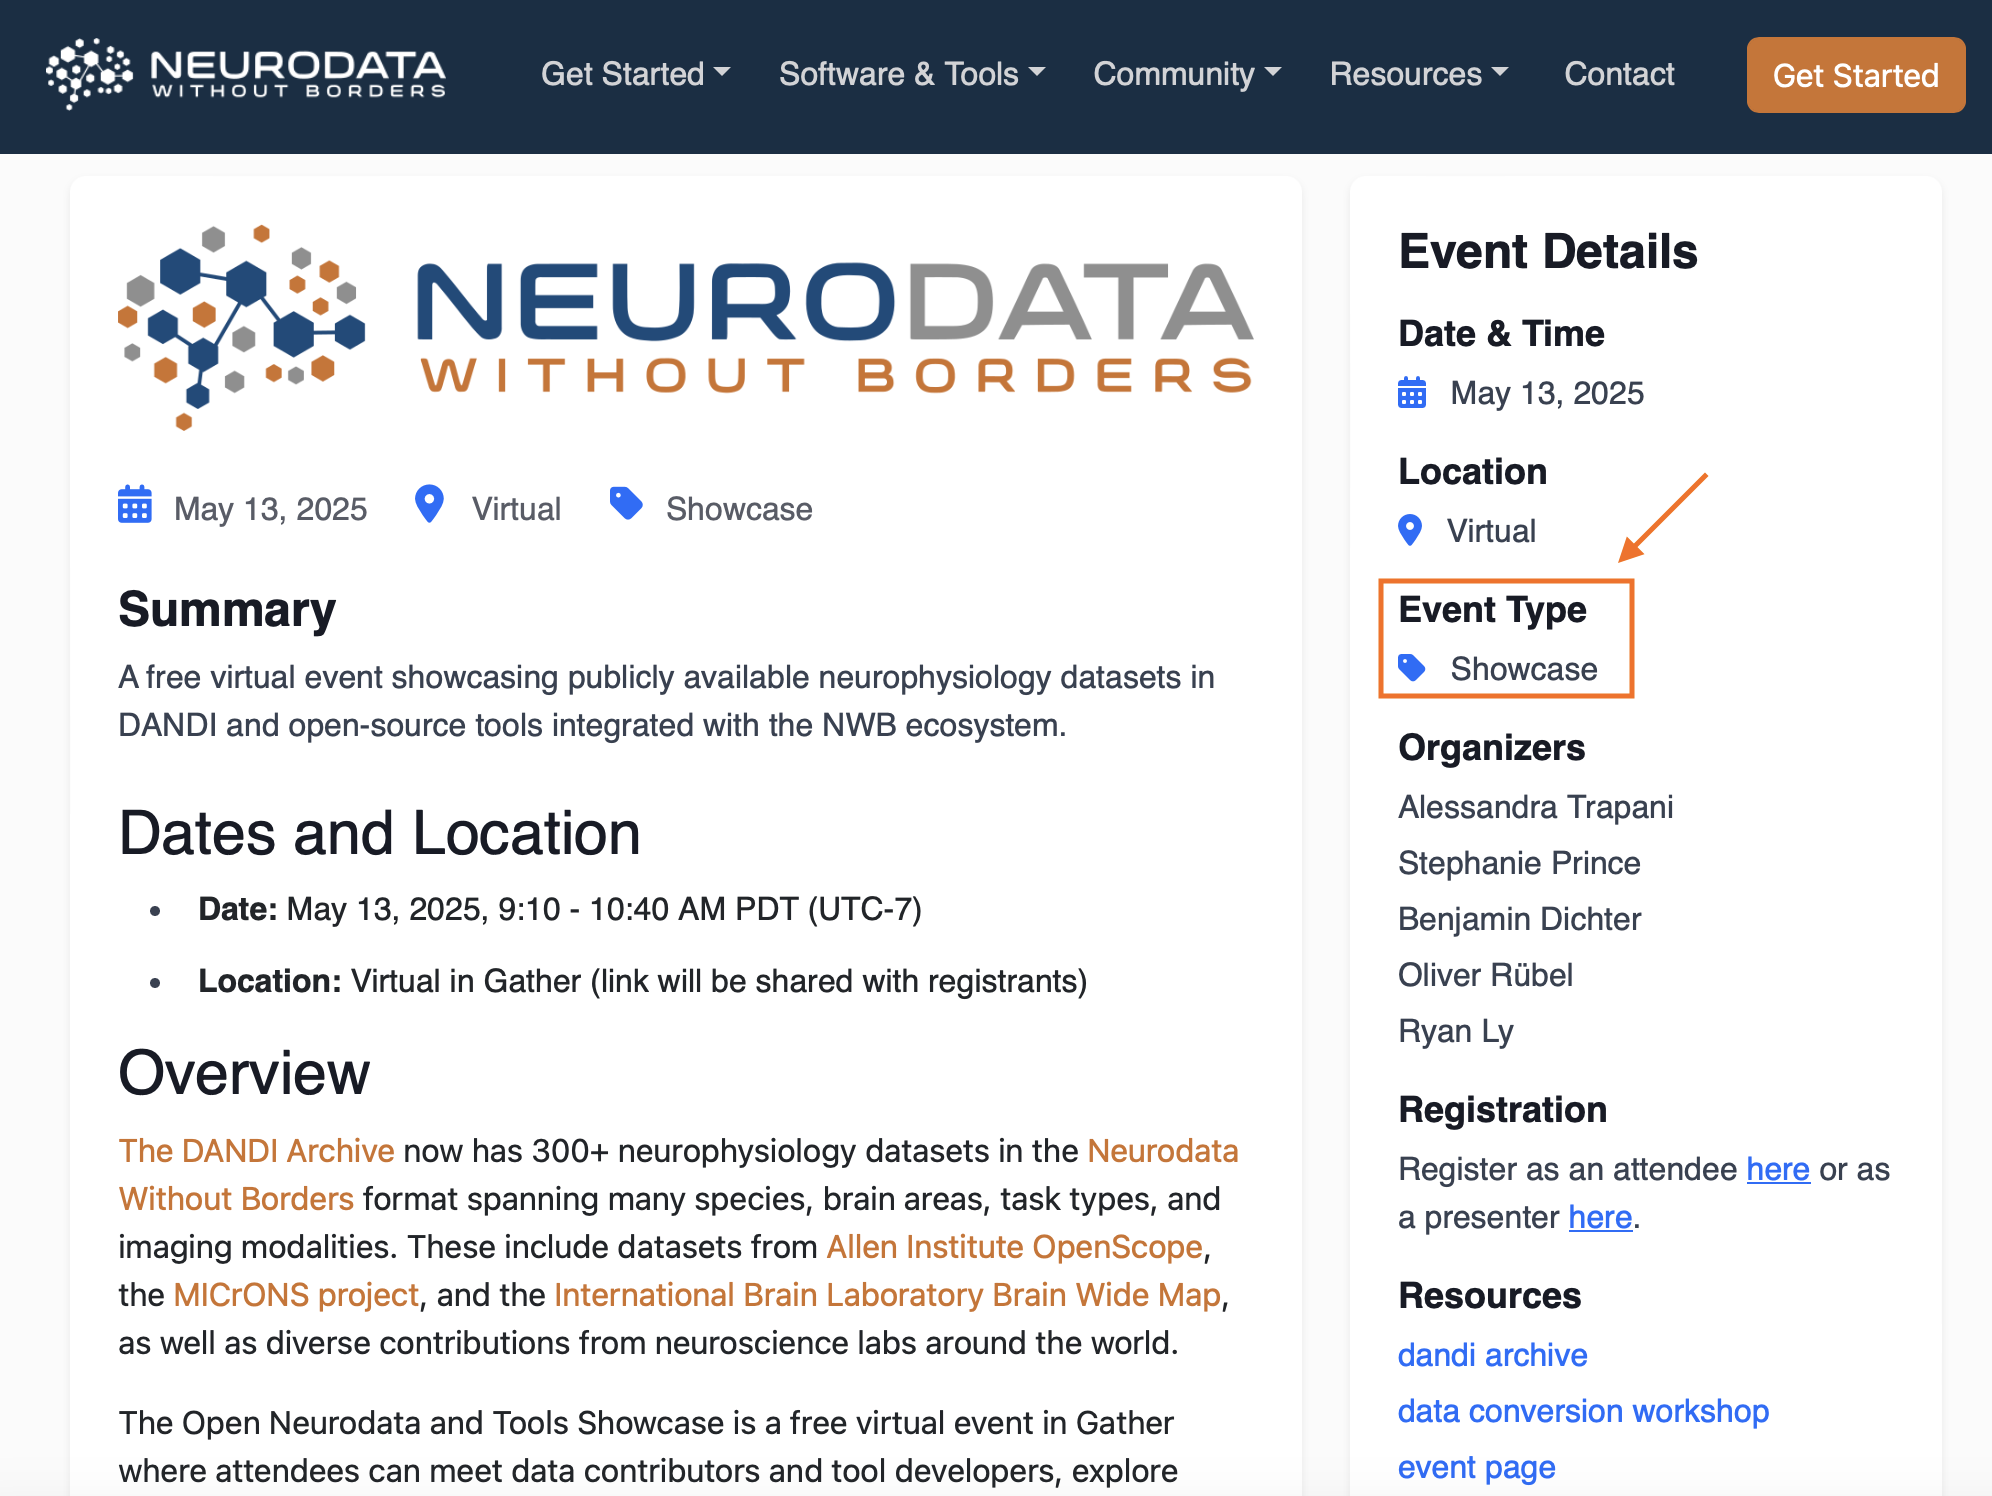 NEURODATA
WITHOUT BORDERS
Get Started
Software & Tools
Community
Resources
Contact
Get Started
NEURODATA
WITHOUT BORDERS
May 13, 2025
Virtual
Showcase
Summary
A free virtual event showcasing publicly available neurophysiology datasets in
DANDI and open-source tools integrated with the NWB ecosystem.
Dates and Location
• Date: May 13, 2025, 9:10 - 10:40 AM PDT (UTC-7)
• Location: Virtual in Gather (link will be shared with registrants)
Overview
The DANDI Archive now has 300+ neurophysiology datasets in the Neurodata
Without Borders format spanning many species, brain areas, task types, and
imaging modalities. These include datasets from Allen Institute OpenScope,
the MICrONS project, and the International Brain Laboratory Brain Wide Map,
as well as diverse contributions from neuroscience labs around the world.
The Open Neurodata and Tools Showcase is a free virtual event in Gather
where attendees can meet data contributors and tool developers, explore
Event Details
Date & Time
May 13, 2025
Location
Virtual
Event Type
Showcase
Organizers
Alessandra Trapani
Stephanie Prince
Benjamin Dichter
Oliver Rübel
Ryan Ly
Registration
Register as an attendee here or as
a presenter here.
Resources
dandi archive
data conversion workshop
event page